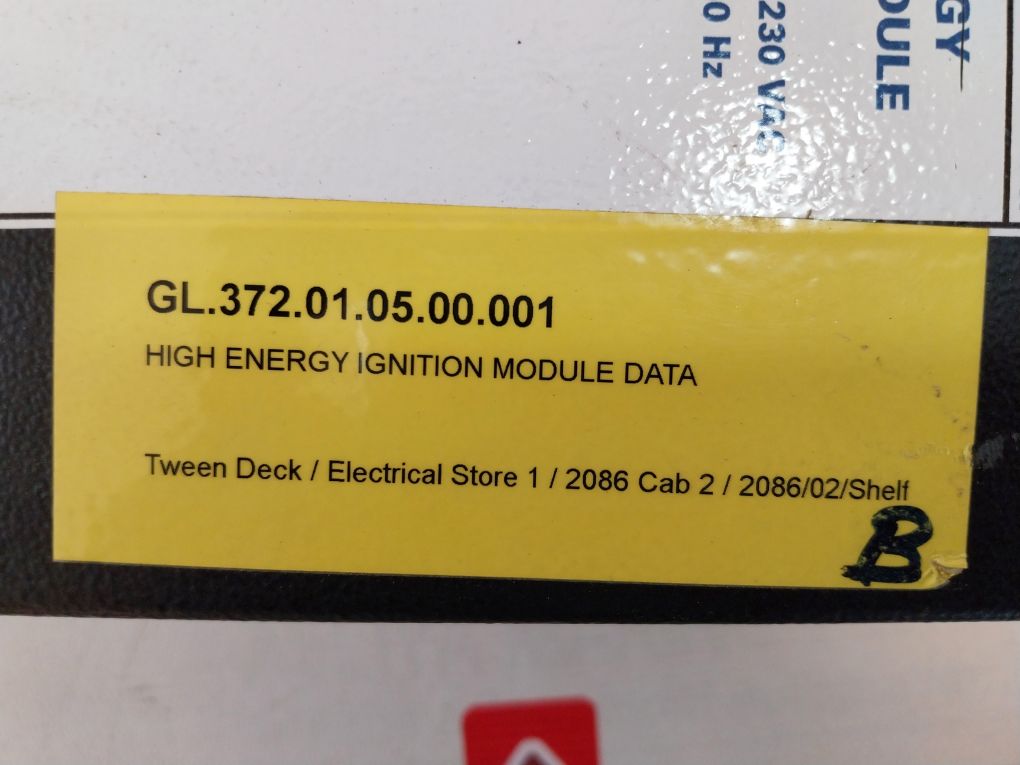 GY
DULE
230 VAC
0 Hz
GL.372.01.05.00.001
HIGH ENERGY IGNITION MODULE DATA
Tween Deck / Electrical Store 1 / 2086 Cab 2 / 2086/02/Shelf
B